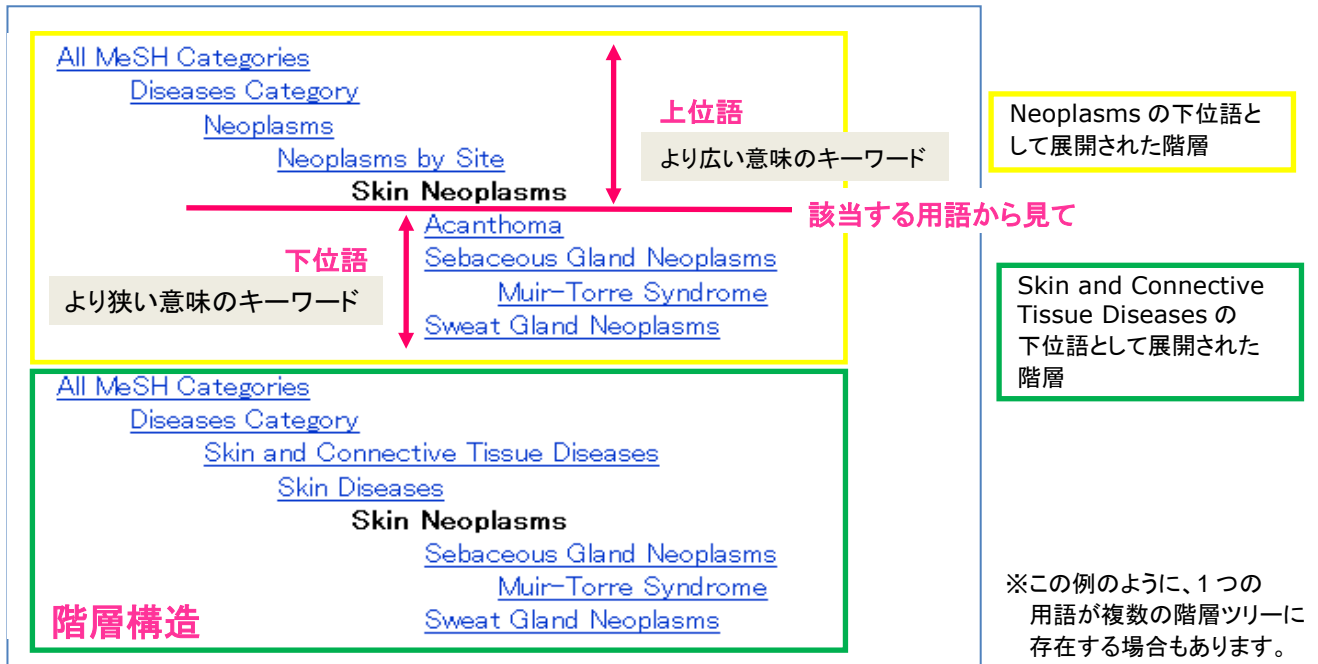 All MeSH Categories
Diseases Category
Neoplasms
Neoplasms by Site
Skin Neoplasms
Acanthoma
Sebaceous Gland Neoplasms
Muir-Torre Syndrome
Sweat Gland Neoplasms
上位語
より広い意味のキーワード
該当する用語から見て
下位語
より狭い意味のキーワード
Neoplasms の下位語と
して展開された階層
All MeSH Categories
Diseases Category
Skin and Connective Tissue Diseases
Skin Diseases
Skin Neoplasms
Sebaceous Gland Neoplasms
Muir-Torre Syndrome
Sweat Gland Neoplasms
階層構造
Skin and Connective
Tissue Diseases の
下位語として展開された
階層
※この例のように、1 つの
用語が複数の階層ツリーに
存在する場合もあります。